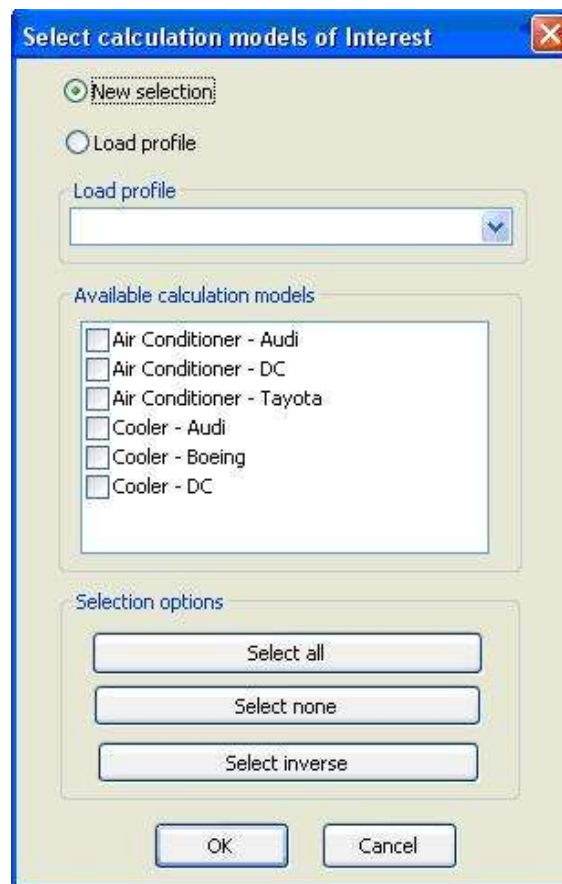 Select calculation models of Interest
New selection
Load profile
Load profile
Available calculation models
Air Conditioner - Audi
Air Conditioner - DC
Air Conditioner - Tayota
Cooler - Audi
Cooler - Boeing
Cooler - DC
Selection options
Select all
Select none
Select inverse
OK
Cancel